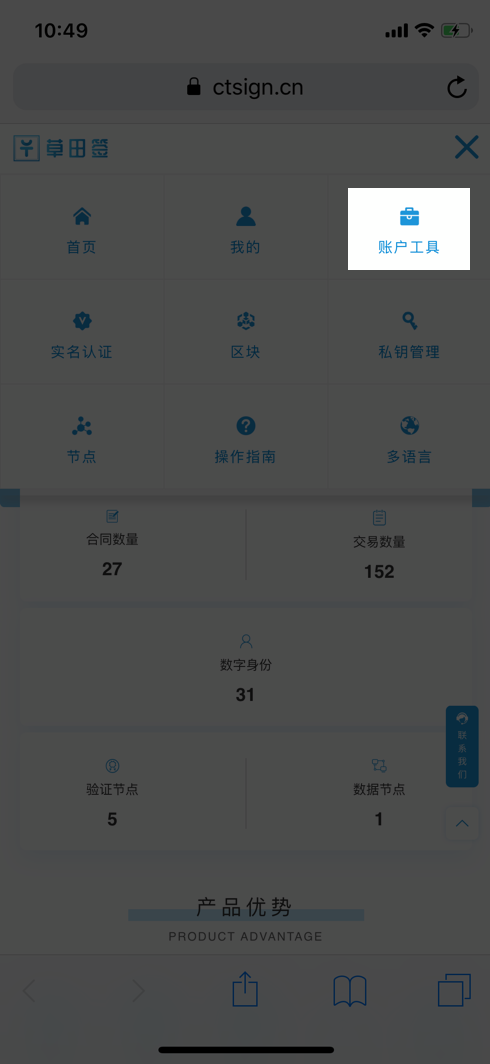 10:49
ctsign.cn
草田签
首页
我的
账户工具
实名认证
区块
私钥管理
节点
操作指南
多语言
合同数量
27
交易数量
152
数字身份
31
联系我们
验证节点
5
数据节点
1
产品优势
PRODUCT ADVANTAGE